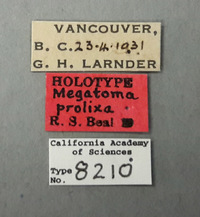 VANCOUVER,
B. C. 23-4-1931
G. H. LARNDER
HOLOTYPE
Megatoma
prolixa
R. S. Beal
California Academy
of Sciences
Type
No. 8210